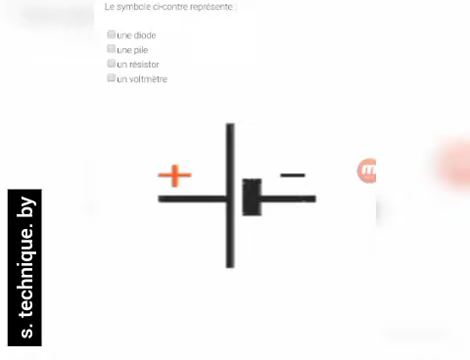 Le symbole ci-contre représente :
une diode
une pile
un résistor
un voltmètre
+ −
s. technique. by